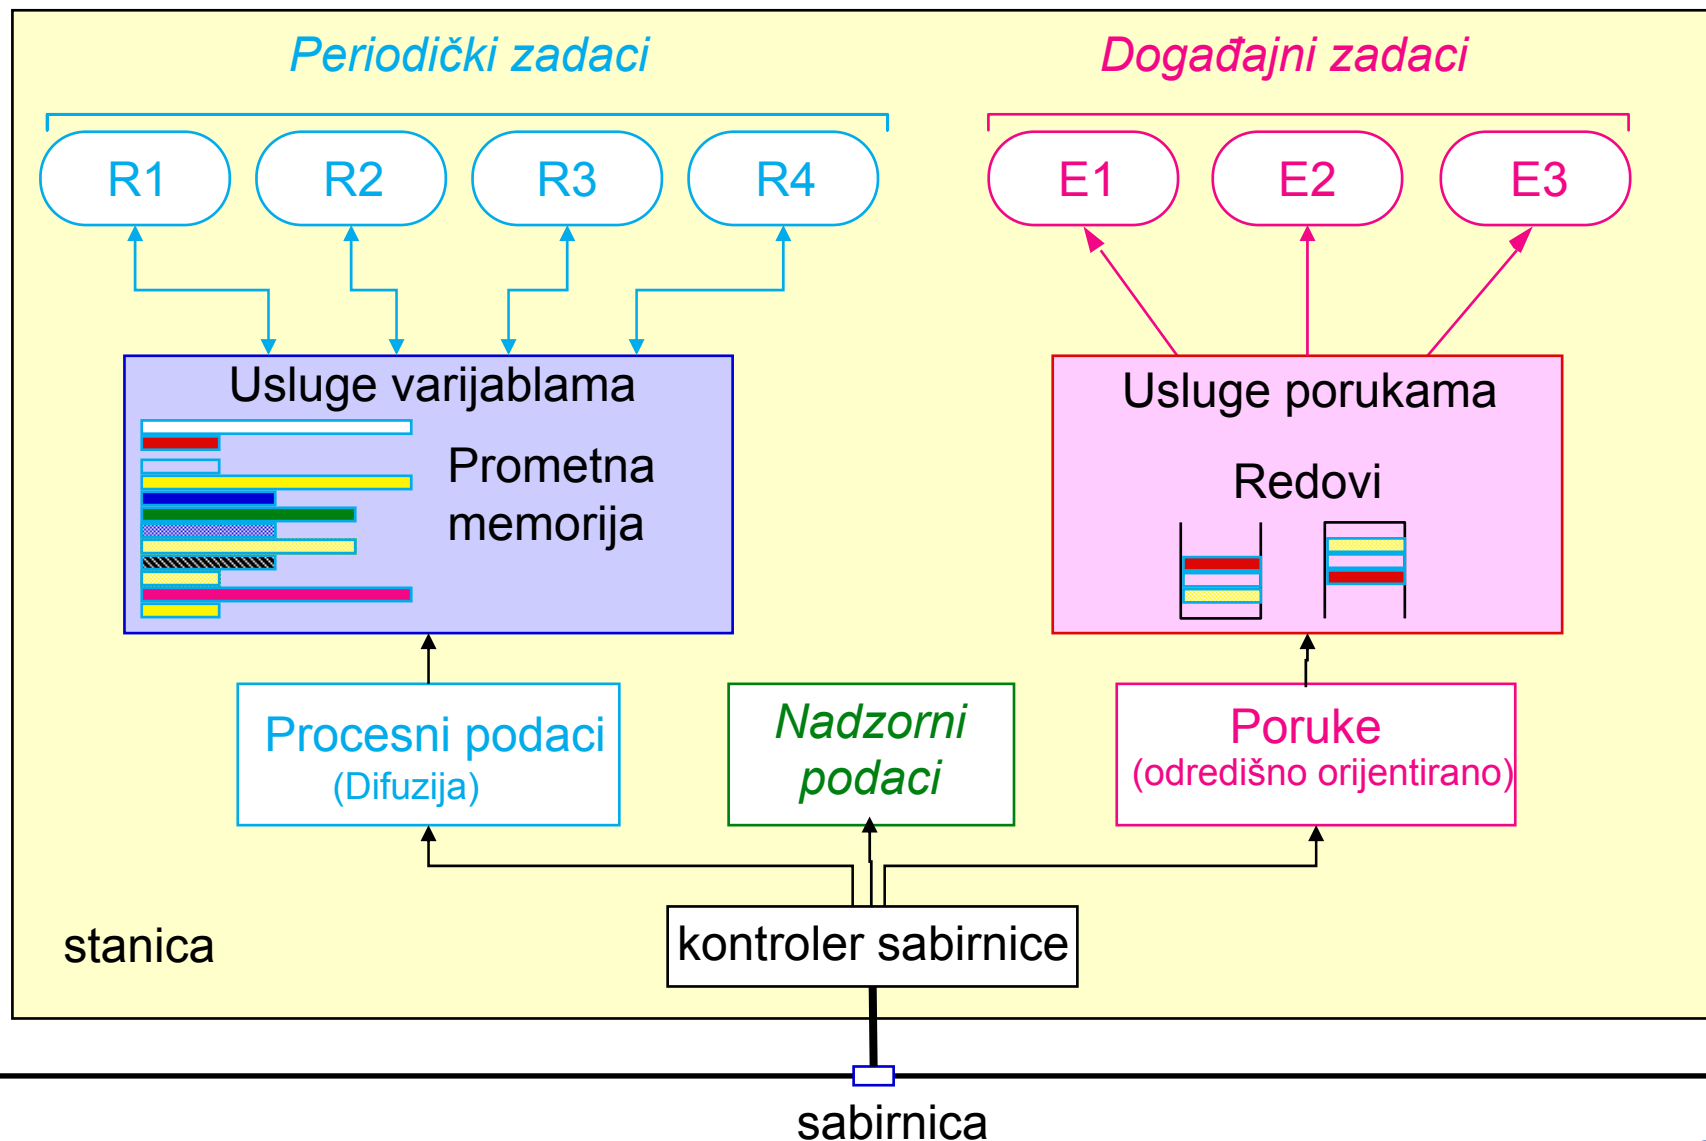 Periodički zadaci
Događajni zadaci
R1
R2
R3
R4
E1
E2
E3
Usluge varijablama
Prometna
memorija
Usluge porukama
Redovi
Procesni podaci
(Difuzija)
Nadzorni
podaci
Poruke
(odredišno orijentirano)
stanica
kontroler sabirnice
sabirnica